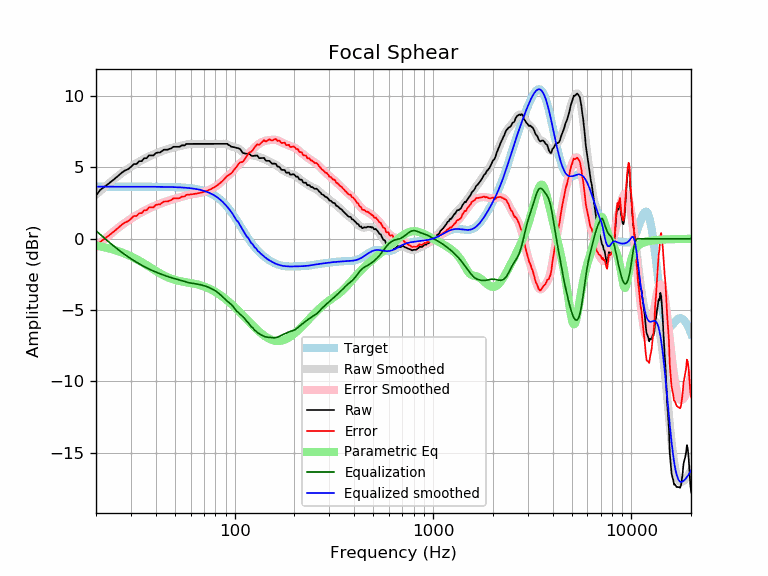 Focal Sphear
10
5
0
−5
−10
−15
Amplitude (dBr)
Target
Raw Smoothed
Error Smoothed
Raw
Error
Parametric Eq
Equalization
Equalized smoothed
100
1000
10000
Frequency (Hz)